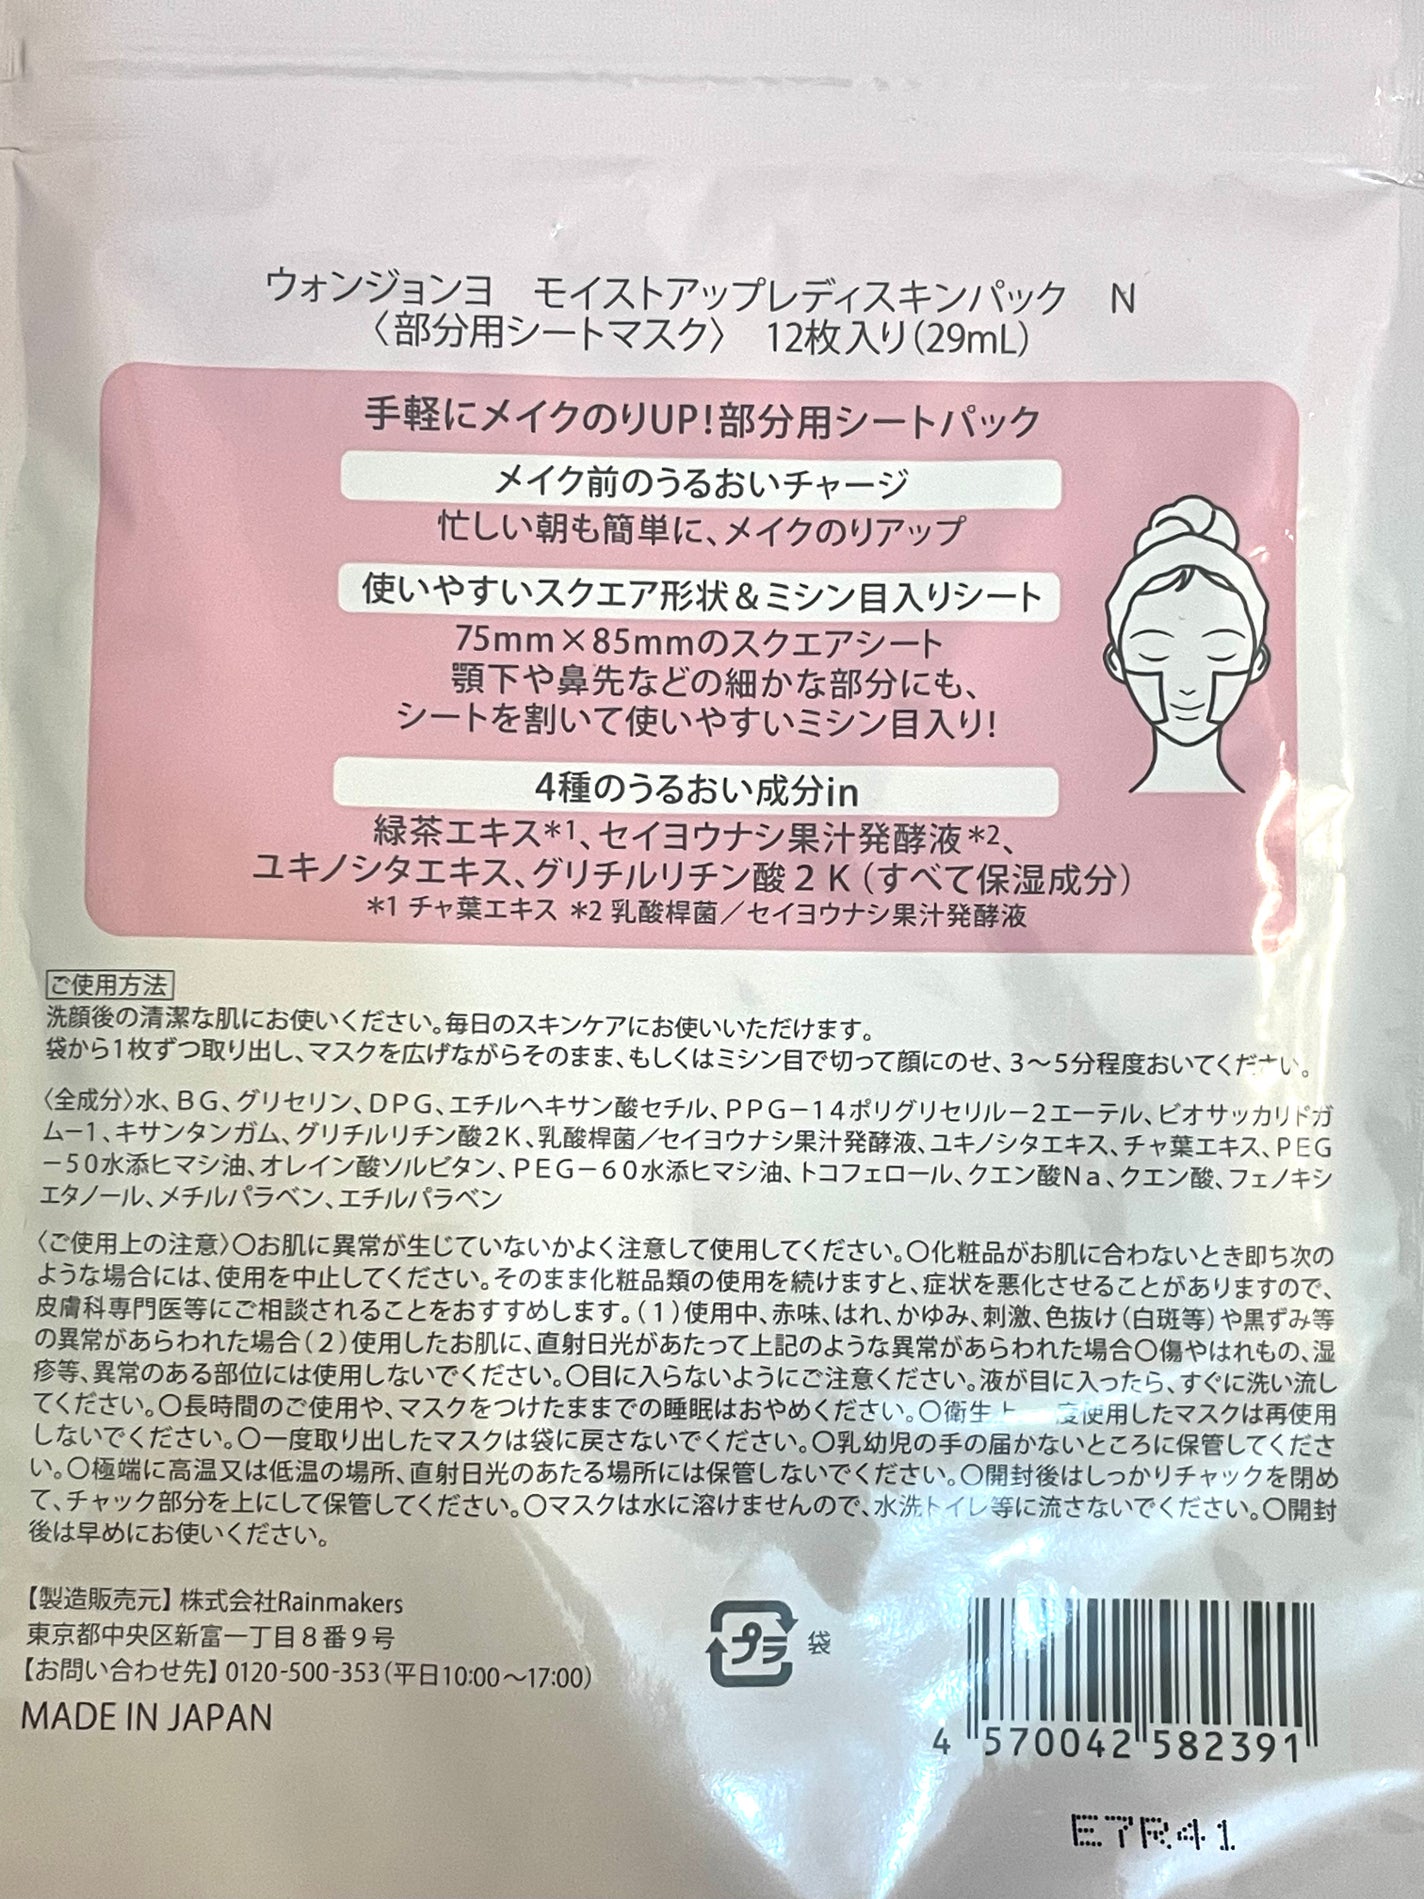 ウォンジョンヨ　モイストアップレディスキンパック　N
〈部分用シートマスク〉　12枚入り(29mL)
手軽にメイクのりUP!部分用シートパック
メイク前のうるおいチャージ
忙しい朝も簡単に、メイクのりアップ
使いやすいスクエア形状&ミシン目入りシート
75mm×85mmのスクエアシート
顎下や鼻先などの細かな部分にも、
シートを割いて使いやすいミシン目入り!
4種のうるおい成分in
緑茶エキス*1、セイヨウナシ果汁発酵液*2、
ユキノシタエキス、グリチルリチン酸２Ｋ(すべて保湿成分)
*1 チャ葉エキス *2 乳酸桿菌／セイヨウナシ果汁発酵液
ご使用方法
洗顔後の清潔な肌にお使いください。毎日のスキンケアにお使いいただけます。
袋から1枚ずつ取り出し、マスクを広げながらそのまま、もしくはミシン目で切って顔にのせ、3〜5分程度おいてください。
〈全成分〉水、ＢＧ、グリセリン、ＤＰＧ、エチルヘキサン酸セチル、ＰＰＧ−１４ポリグリセリル−２エーテル、ビオサッカリドガ
ム−１、キサンタンガム、グリチルリチン酸２Ｋ、乳酸桿菌／セイヨウナシ果汁発酵液、ユキノシタエキス、チャ葉エキス、ＰＥＧ
−５０水添ヒマシ油、オレイン酸ソルビタン、ＰＥＧ−６０水添ヒマシ油、トコフェロール、クエン酸Ｎａ、クエン酸、フェノキシ
エタノール、メチルパラベン、エチルパラベン
〈ご使用上の注意〉〇お肌に異常が生じていないかよく注意して使用してください。〇化粧品がお肌に合わないとき即ち次の
ような場合には、使用を中止してください。そのまま化粧品類の使用を続けますと、症状を悪化させることがありますので、
皮膚科専門医等にご相談されることをおすすめします。(1)使用中、赤味、はれ、かゆみ、刺激、色抜け(白斑等)や黒ずみ等
の異常があらわれた場合(2)使用したお肌に、直射日光があたって上記のような異常があらわれた場合〇傷やはれもの、湿
疹等、異常のある部位には使用しないでください。〇目に入らないようにご注意ください。液が目に入ったら、すぐに洗い流し
てください。〇長時間のご使用や、マスクをつけたままでの睡眠はおやめください。〇衛生上 度使用したマスクは再使用
しないでください。〇一度取り出したマスクは袋に戻さないでください。〇乳幼児の手の届かないところに保管してくださ
い。〇極端に高温又は低温の場所、直射日光のあたる場所には保管しないでください。〇開封後はしっかりチャックを閉め
て、チャック部分を上にして保管してください。〇マスクは水に溶けませんので、水洗トイレ等に流さないでください。〇開封
後は早めにお使いください。
【製造販売元】株式会社Rainmakers
東京都中央区新富一丁目８番９号
【お問い合わせ先】0120-500-353(平日10:00〜17:00)
MADE IN JAPAN
プラ 袋
4 570042 582391
E7R41